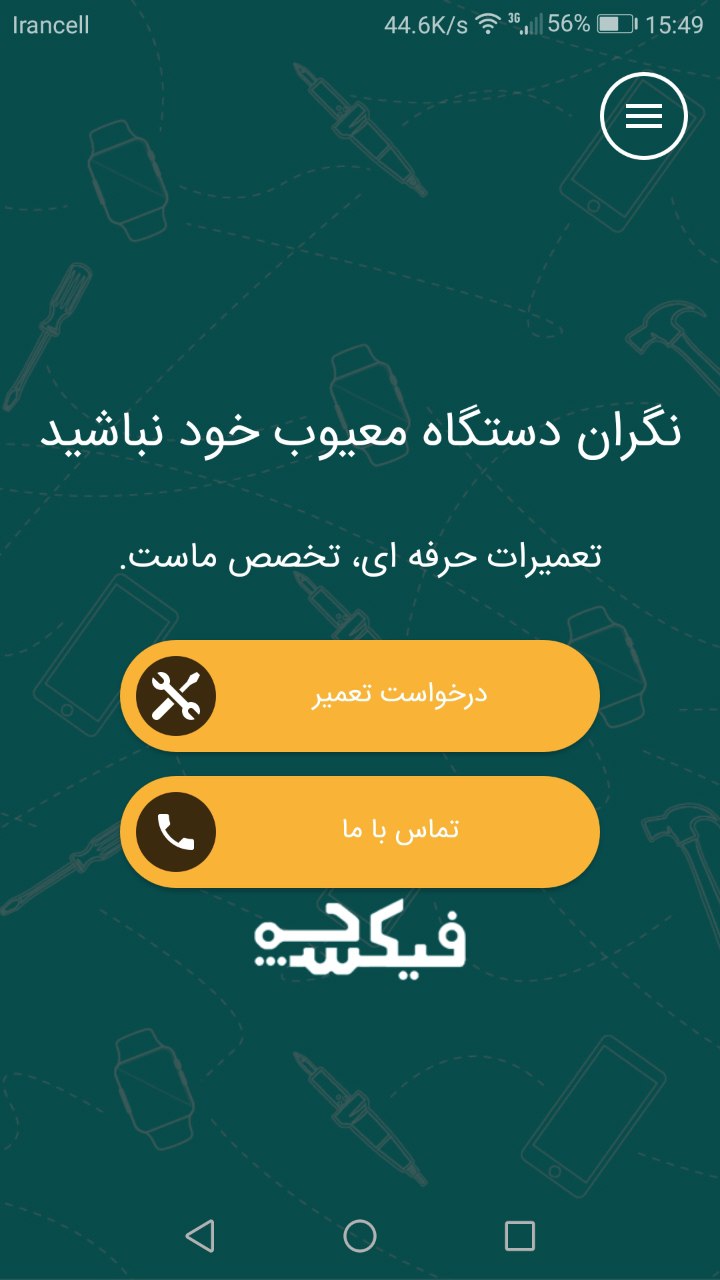 Irancell 44.6K/s 3G 56% 15:49
نگران دستگاه معیوب خود نباشید
تعمیرات حرفه ای، تخصص ماست.
درخواست تعمیر
تماس با ما
فیکسچو